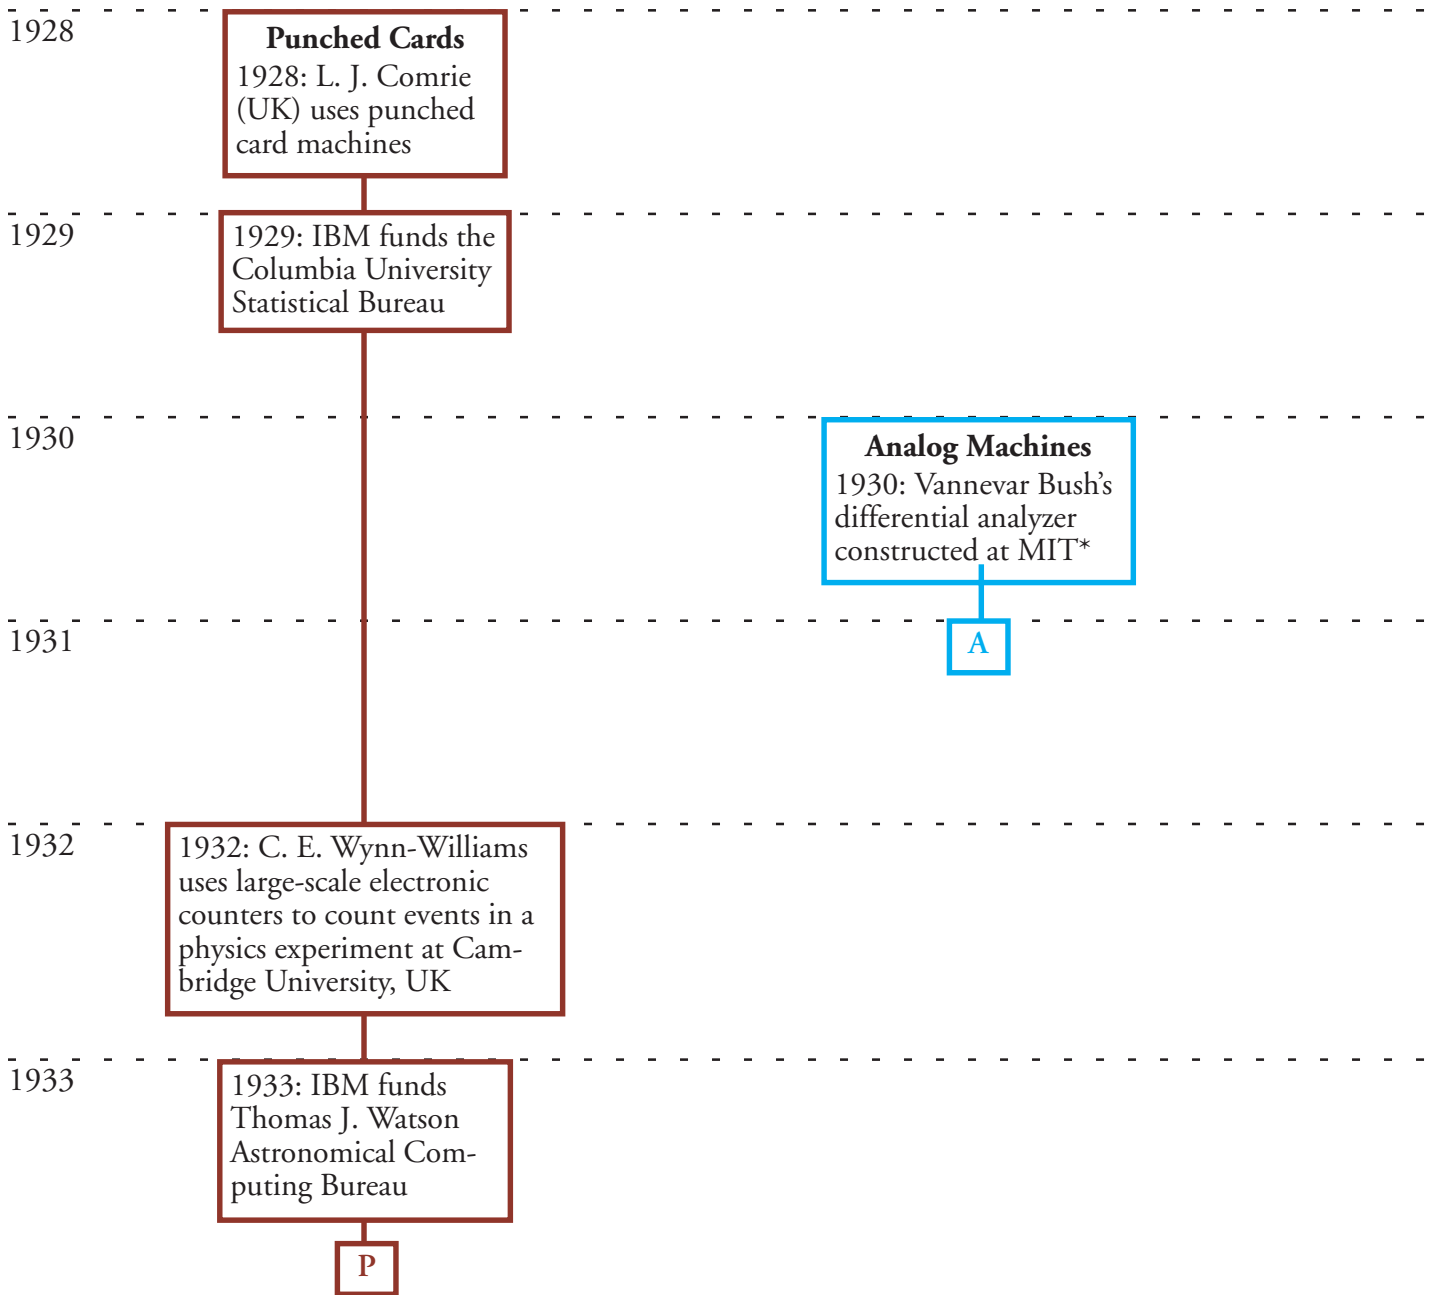 1928
Punched Cards
1928: L. J. Comrie
(UK) uses punched
card machines
1929
1929: IBM funds the
Columbia University
Statistical Bureau
1930
Analog Machines
1930: Vannevar Bush’s
differential analyzer
constructed at MIT*
1931
A
1932
1932: C. E. Wynn-Williams
uses large-scale electronic
counters to count events in a
physics experiment at Cam-
bridge University, UK
1933
1933: IBM funds
Thomas J. Watson
Astronomical Com-
puting Bureau
P